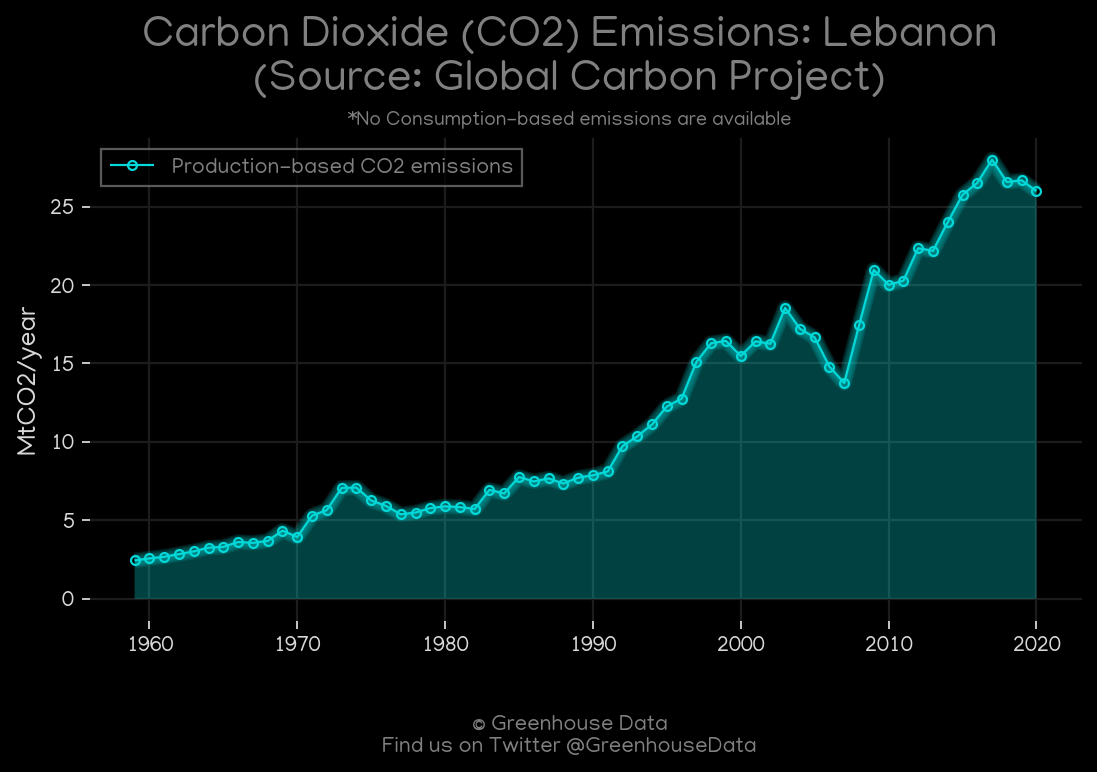 Carbon Dioxide (CO2) Emissions: Lebanon
(Source: Global Carbon Project)
*No Consumption-based emissions are available
Production-based CO2 emissions
MtCO2/year
25
20
15
10
5
0
1960 1970 1980 1990 2000 2010 2020
© Greenhouse Data
Find us on Twitter @GreenhouseData